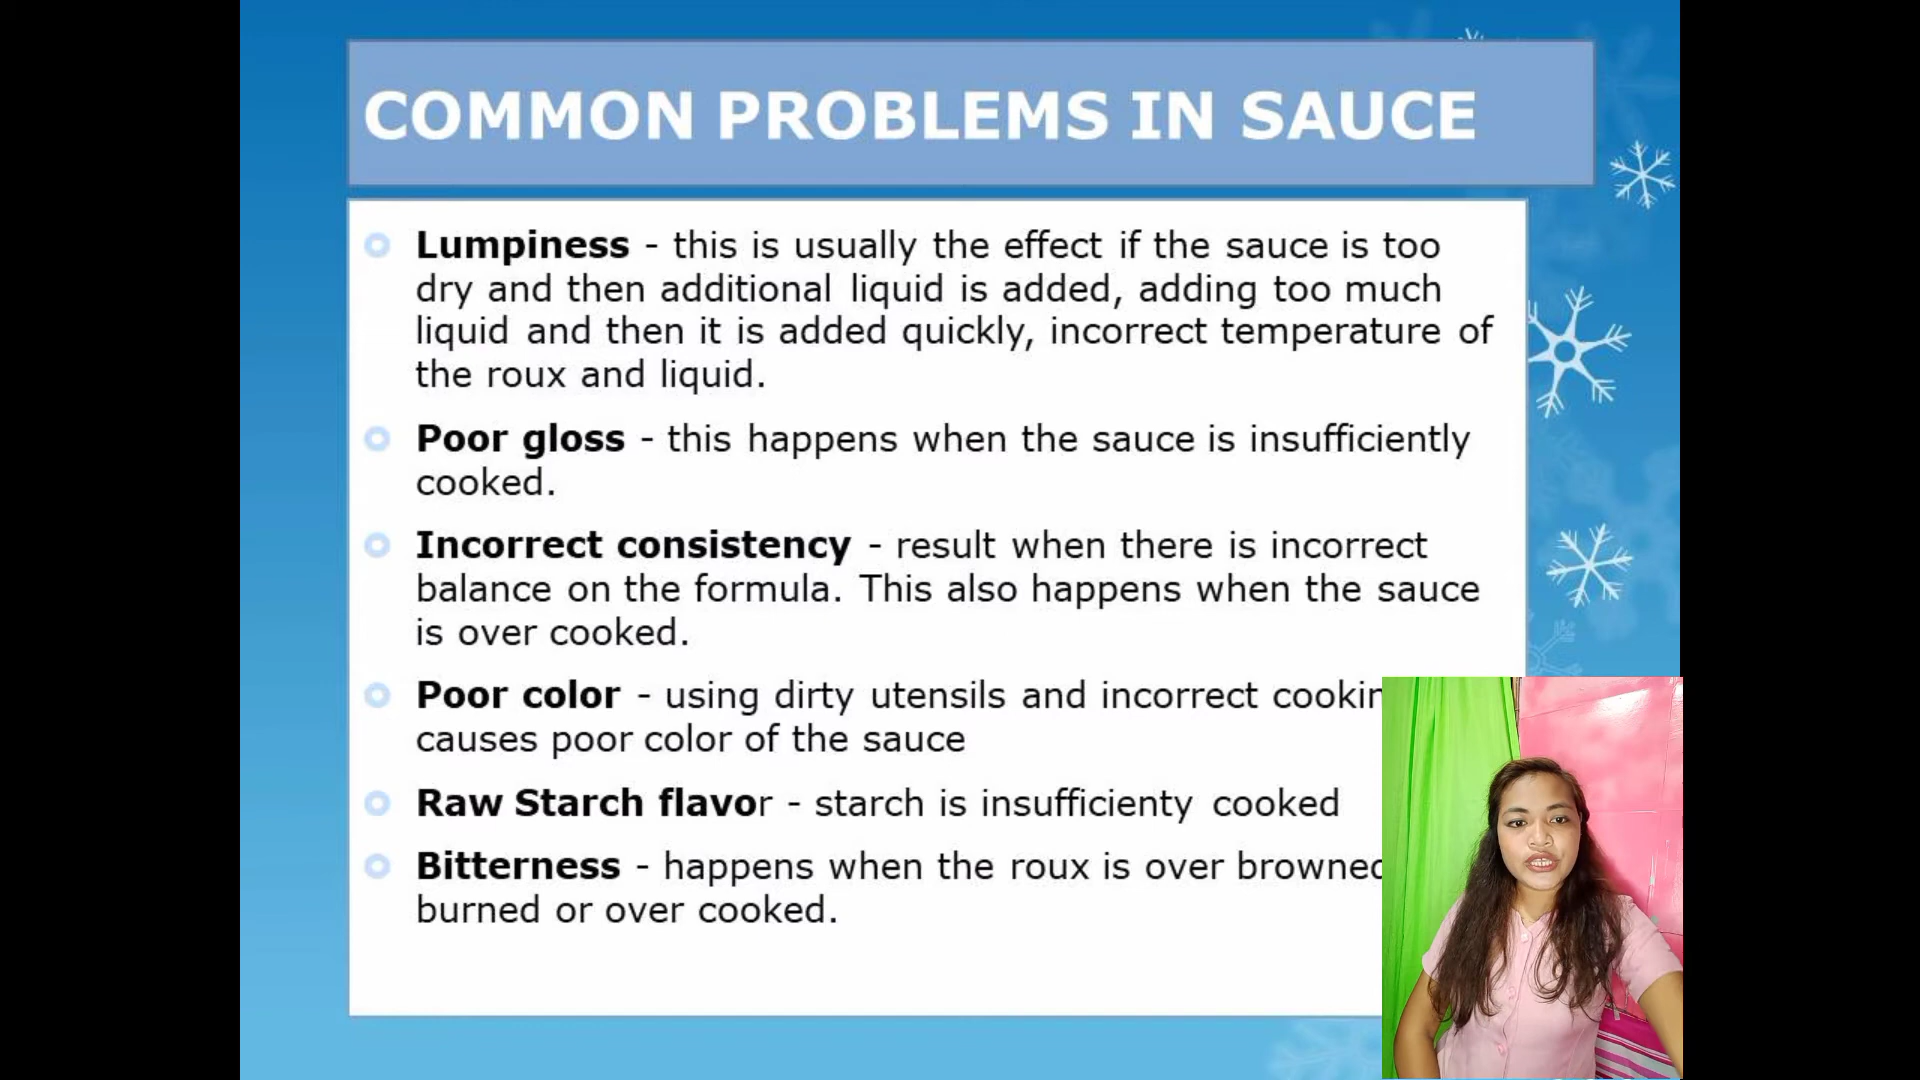 COMMON PROBLEMS IN SAUCE
Lumpiness - this is usually the effect if the sauce is too
dry and then additional liquid is added, adding too much
liquid and then it is added quickly, incorrect temperature of
the roux and liquid.
Poor gloss - this happens when the sauce is insufficiently
cooked.
Incorrect consistency - result when there is incorrect
balance on the formula. This also happens when the sauce
is over cooked.
Poor color - using dirty utensils and incorrect
causes poor color of the sauce
Raw Starch flavor - starch is insufficienty cooked
Bitterness - happens when the roux is over browned
burned or over cooked.